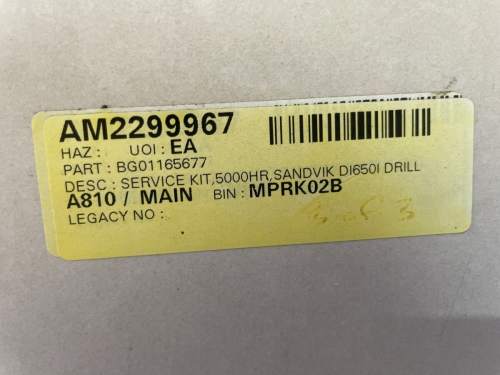 AM2299967
HAZ : UOI : EA
PART : BG01165677
DESC : SERVICE KIT,5000HR,SANDVIK DI650I DRILL
A810 / MAIN BIN : MPRK02B
LEGACY NO :